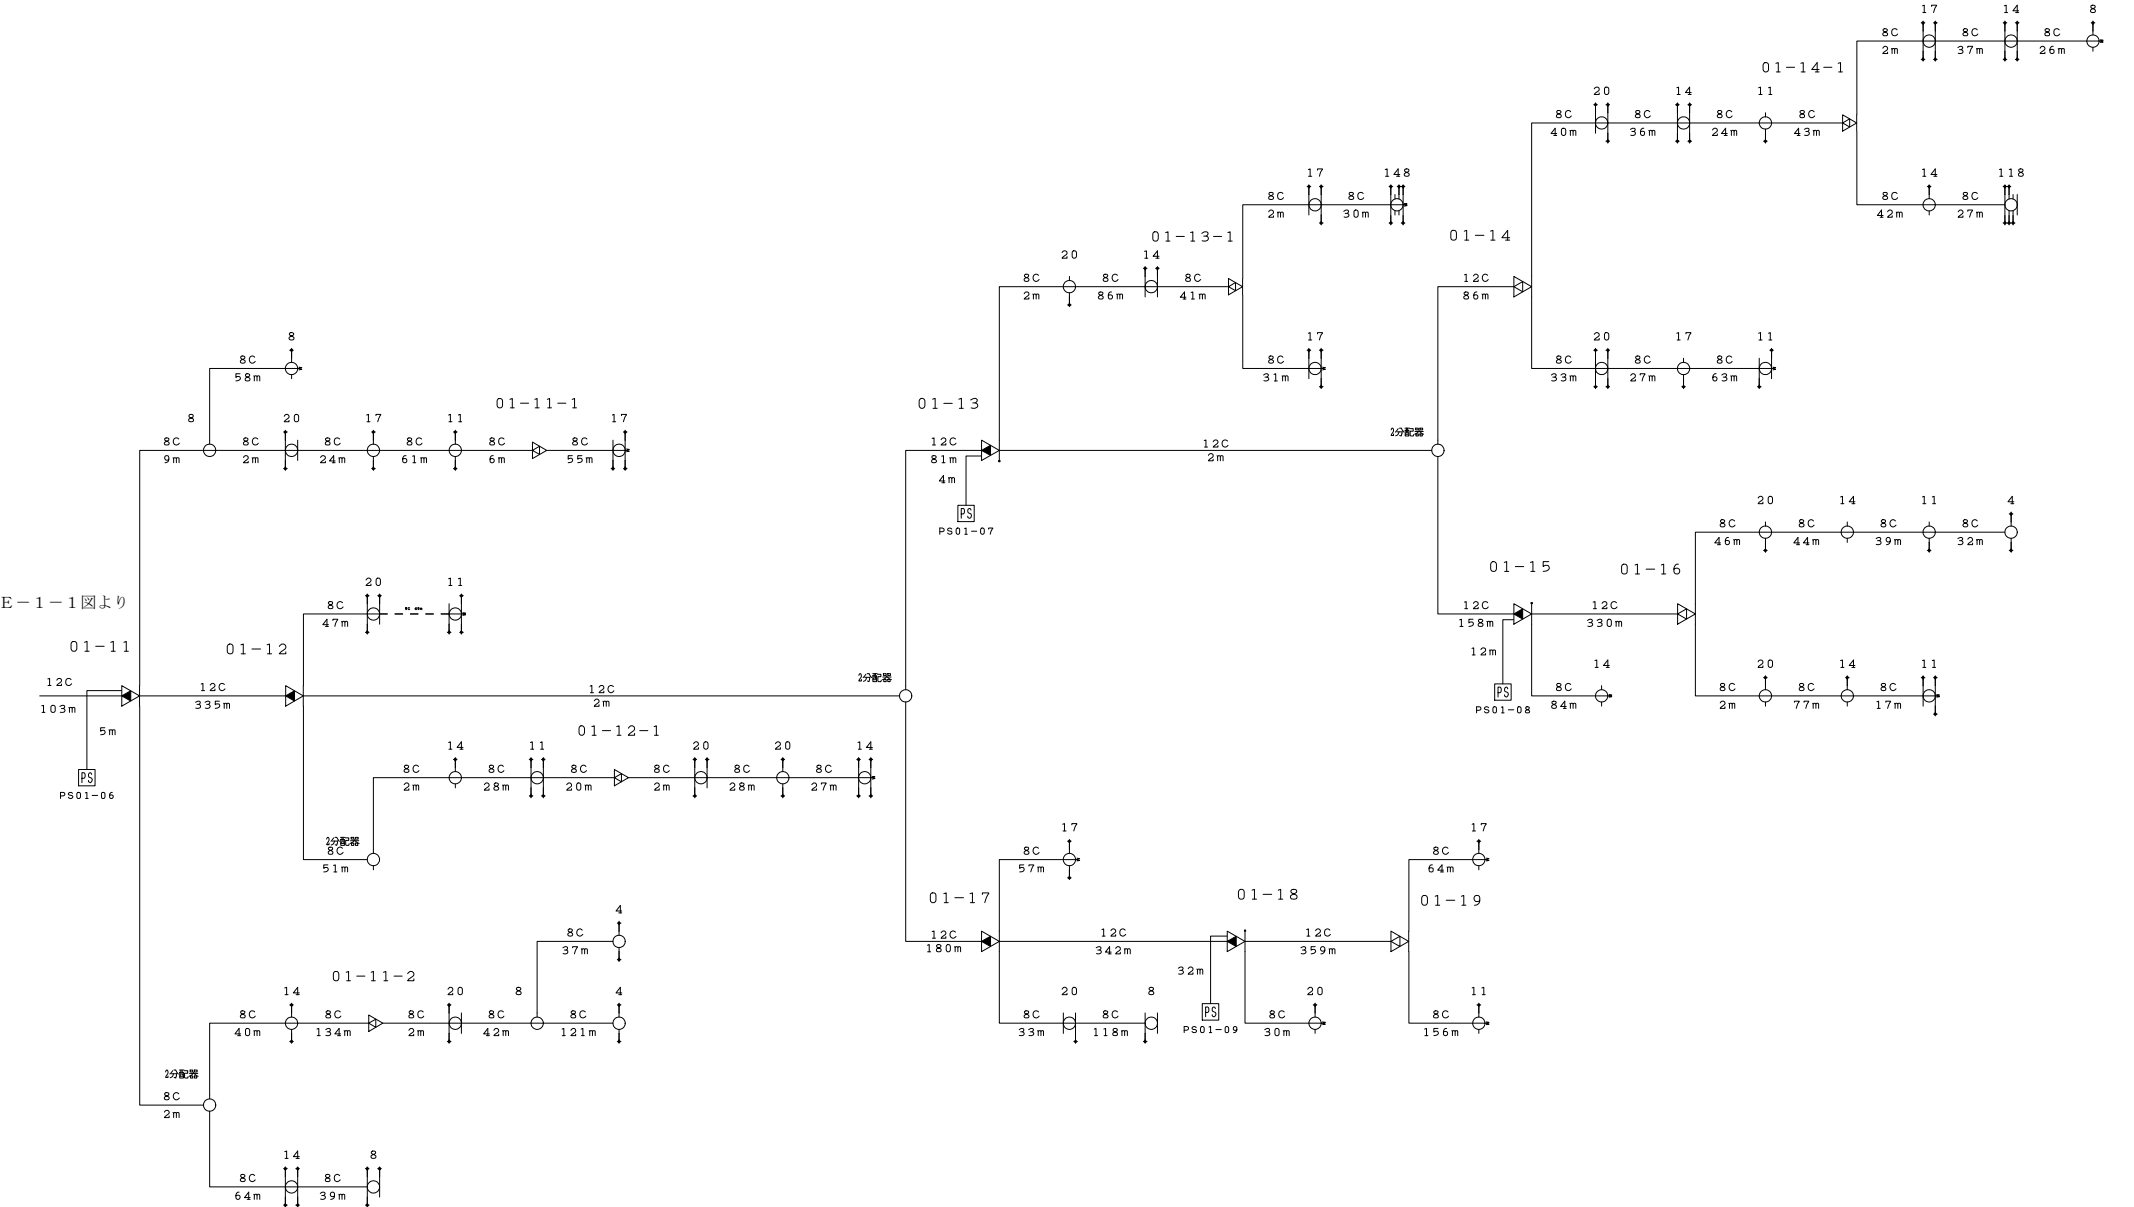 17 14 8
8C 8C 8C
2m 37m 26m
01-14-1
20 14 11
8C 8C 8C 8C
40m 36m 24m 43m
17 148
14
8C 8C
2m 30m
8C 8C
42m 27m
118
01-13-1
01-14
20 14
8C 8C 8C
2m 86m 41m
12C
86m
8
8C
58m
17
8C
31m
20 17 11
8C 8C 8C
33m 27m 63m
01-11-1
01-13
8 20 17 11 17
8C 8C 8C 8C 8C 8C
9m 2m 24m 61m 6m 55m
12C
81m
4m
PS
PS01-07
12C
2m
2分配器
20 14 11 4
8C 8C 8C 8C
46m 44m 39m 32m
01-15
01-16
E-1-1図より
20 11
8C
47m
12C
158m
12m
PS
PS01-08
12C
330m
14
8C
84m
20 14 11
8C 8C 8C
2m 77m 17m
01-11
01-12
12C
103m
5m
PS
PS01-06
12C
335m
12C
2m
2分配器
01-12-1
14 11 20 20 14
8C 8C 8C 8C 8C 8C
2m 28m 20m 2m 28m 27m
2分配器
8C
51m
17
8C
57m
17
8C
64m
01-17
01-18
01-19
12C
180m
12C
342m
32m
PS
PS01-09
12C
359m
4
8C
37m
01-11-2
14 20 8 4
8C 8C 8C 8C 8C
40m 134m 2m 42m 121m
20 8
8C 8C
33m 118m
20
8C
30m
11
8C
156m
2分配器
8C
2m
14 8
8C 8C
64m 39m